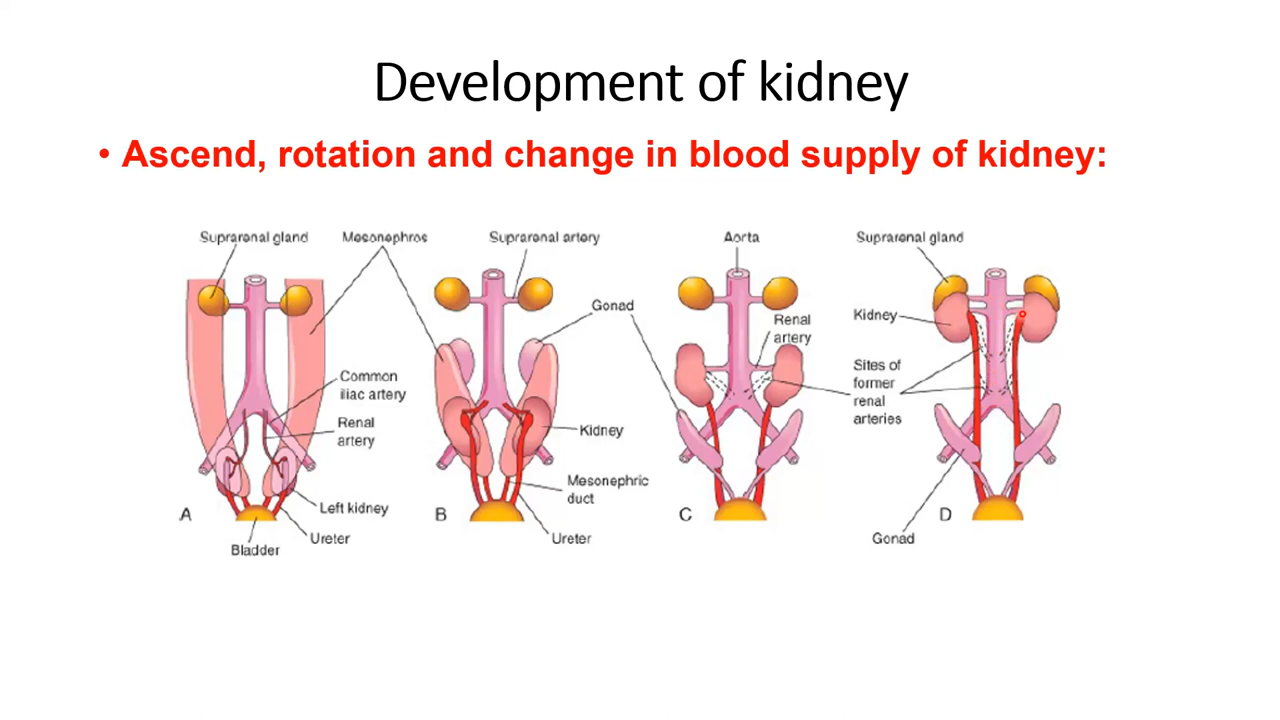 Development of kidney
• Ascend, rotation and change in blood supply of kidney:
Suprarenal gland
Mesonephros
Suprarenal artery
Aorta
Suprarenal gland
Gonad
Renal
artery
Kidney
Common
iliac artery
Sites of
former
renal
arteries
Renal
artery
Kidney
Mesonephric
duct
Left kidney
A
B
C
D
Ureter
Ureter
Gonad
Bladder